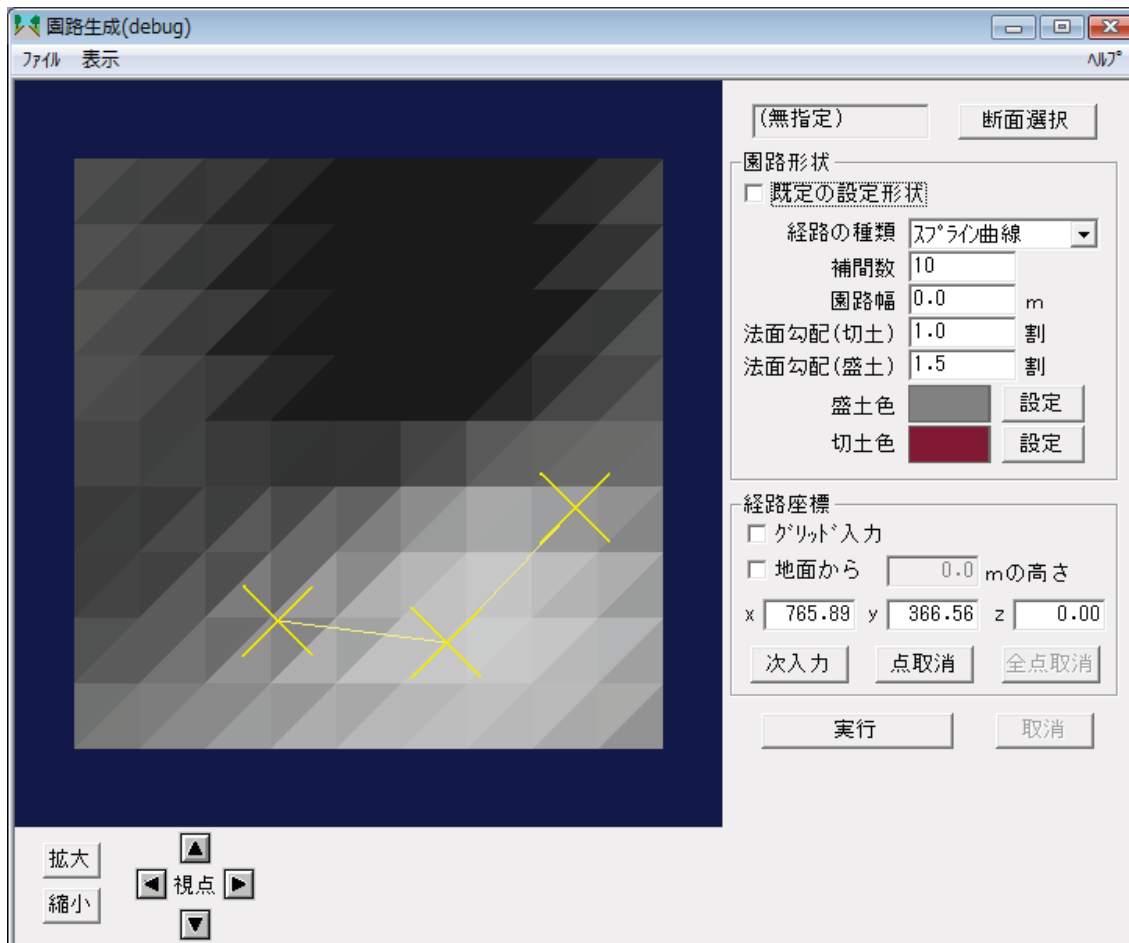 園路生成(debug)
ﾌｧｲﾙ 表示 ﾍﾙﾌﾟ
(無指定) 断面選択
園路形状
既定の設定形状
経路の種類 ｽﾌﾟﾗｲﾝ曲線
補間数 10
園路幅 0.0 m
法面勾配(切土) 1.0 割
法面勾配(盛土) 1.5 割
盛土色 設定
切土色 設定
経路座標
ｸﾞﾘｯﾄﾞ入力
地面から 0.0 mの高さ
x 765.89 y 366.56 z 0.00
次入力 点取消 全点取消
実行 取消
拡大
視点
縮小